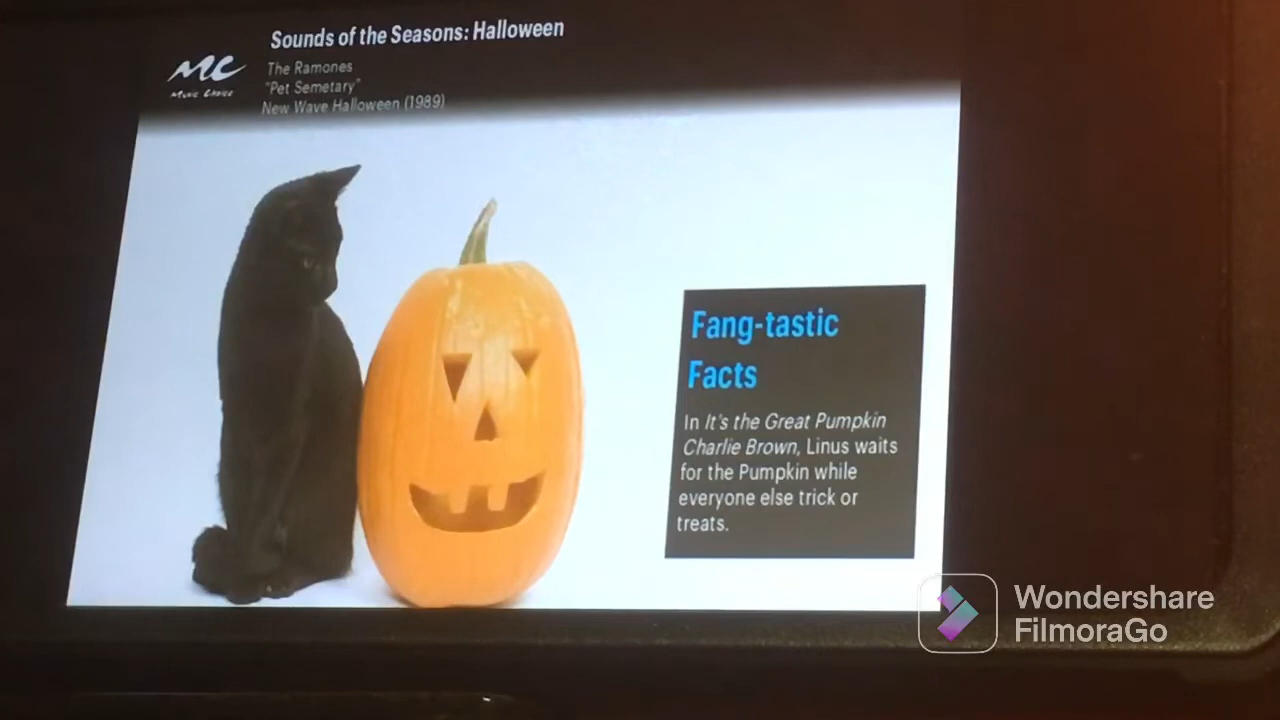 Sounds of the Seasons: Halloween
MC
Music Choice
The Ramones
"Pet Semetary"
New Wave Halloween (1989)
Fang-tastic
Facts
In It's the Great Pumpkin
Charlie Brown, Linus waits
for the Pumpkin while
everyone else trick or
treats.
Wondershare
FilmoraGo